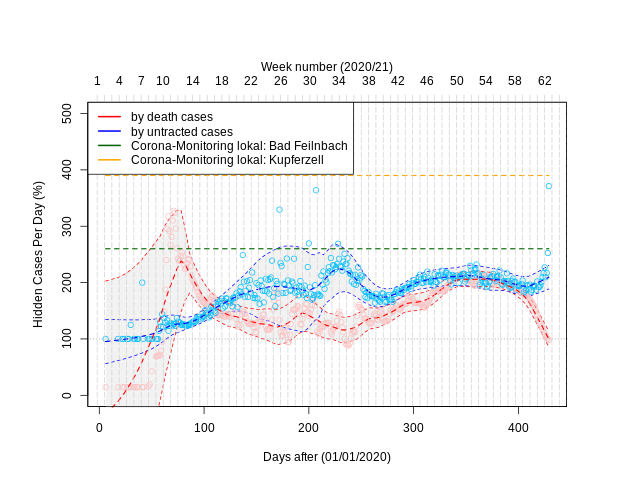 Week number (2020/21)
1 4 7 10 14 18 22 26 30 34 38 42 46 50 54 58 62
by death cases
by untracted cases
Corona-Monitoring lokal: Bad Feilnbach
Corona-Monitoring lokal: Kupferzell
Hidden Cases Per Day (%)
500
400
300
200
100
0
0 100 200 300 400
Days after (01/01/2020)